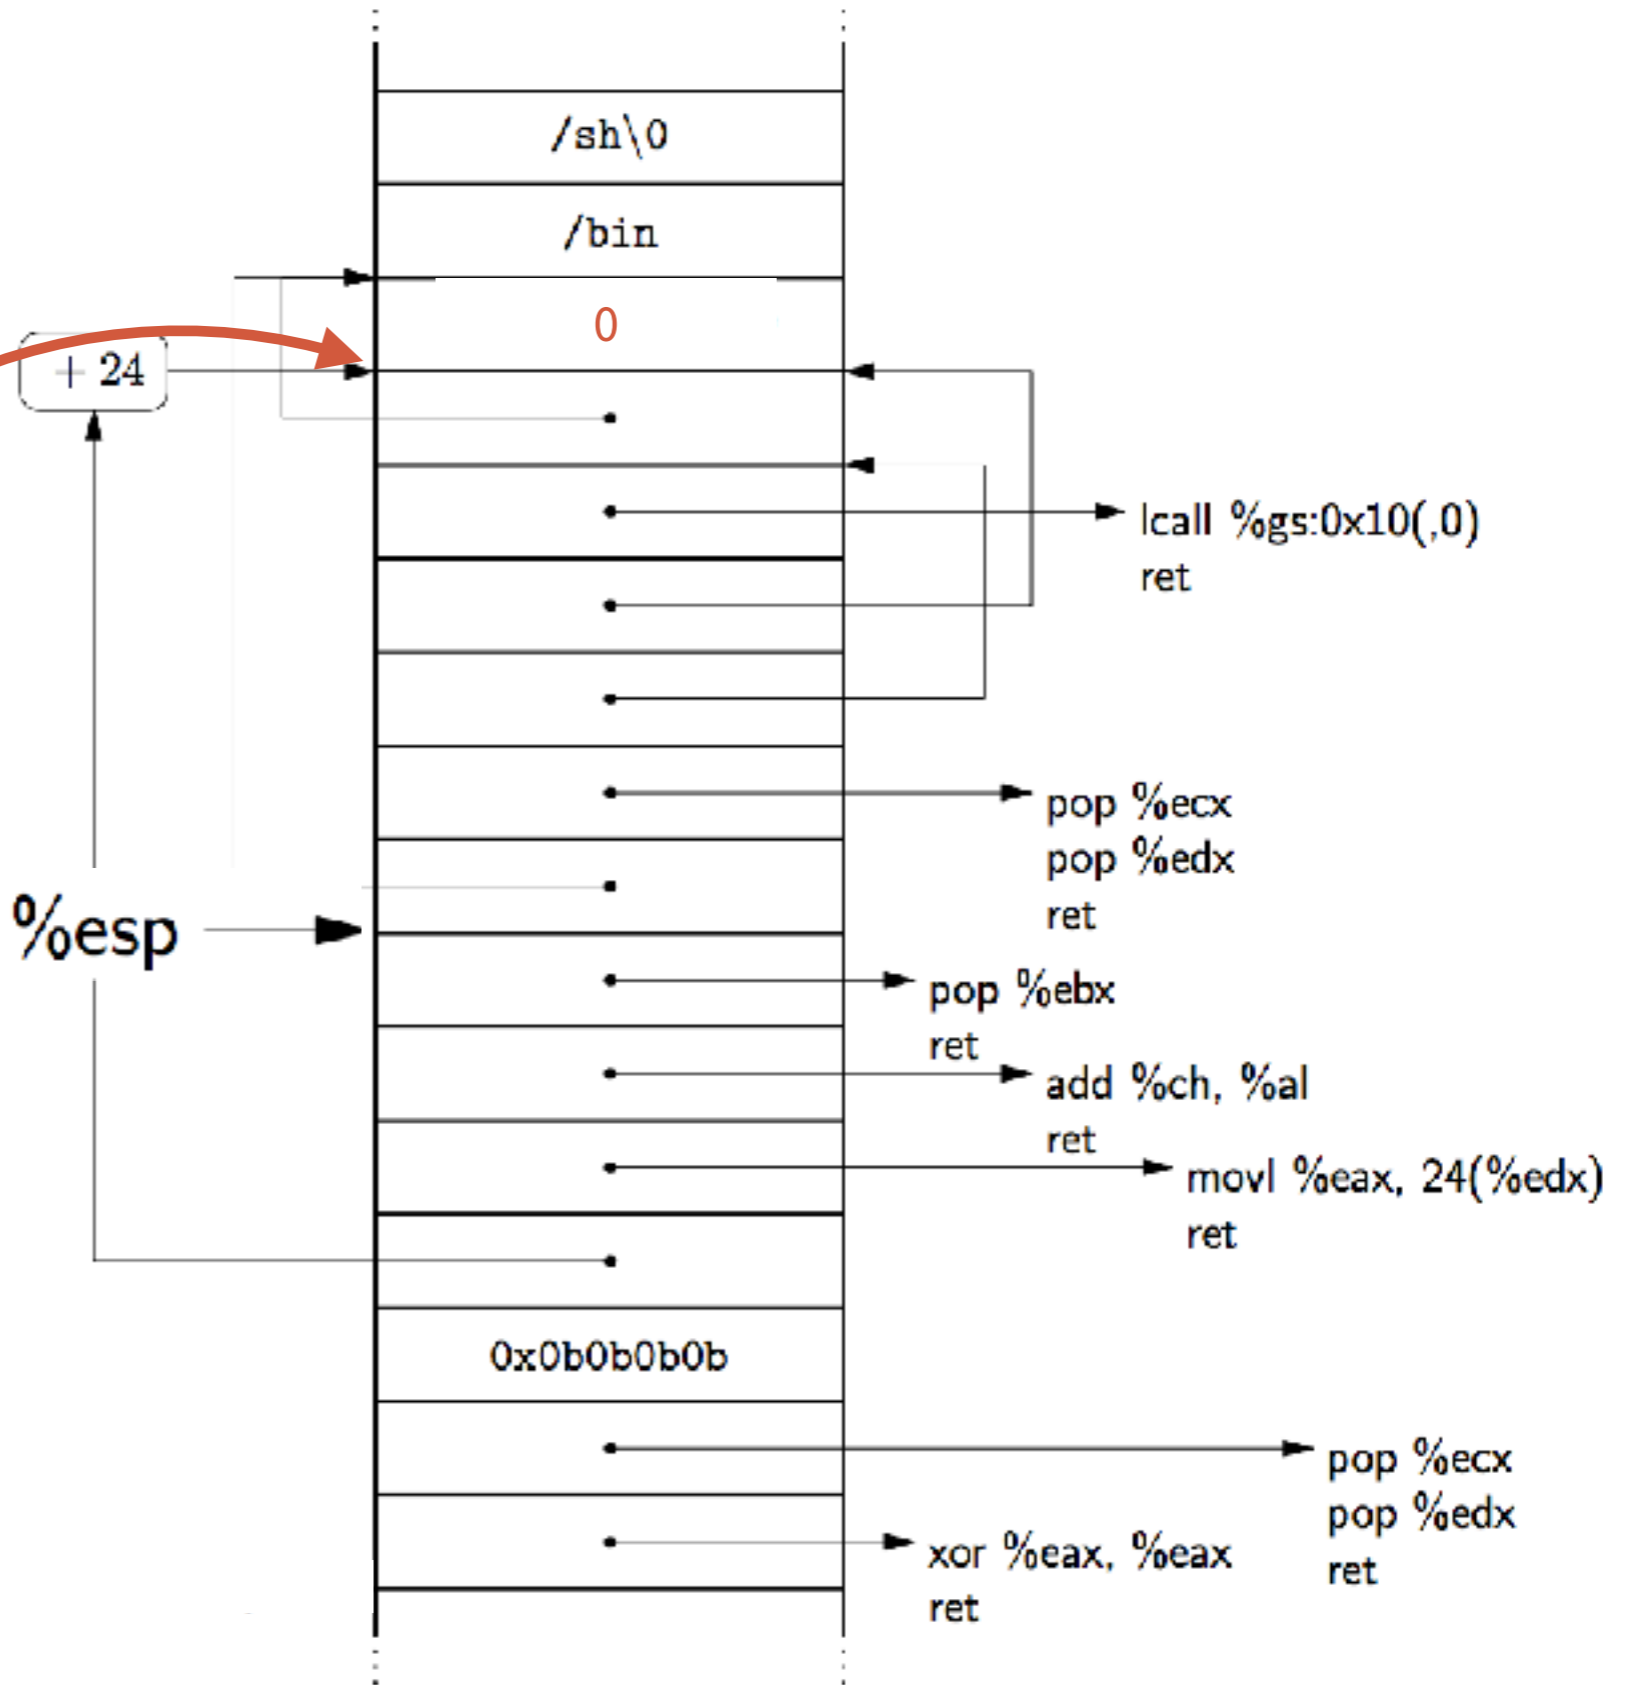 /sh\0
/bin
0
+ 24
lcall %gs:0x10(,0)
ret
pop %ecx
pop %edx
ret
%esp
pop %ebx
ret
add %ch, %al
ret
movl %eax, 24(%edx)
ret
0x0b0b0b0b
pop %ecx
pop %edx
ret
xor %eax, %eax
ret